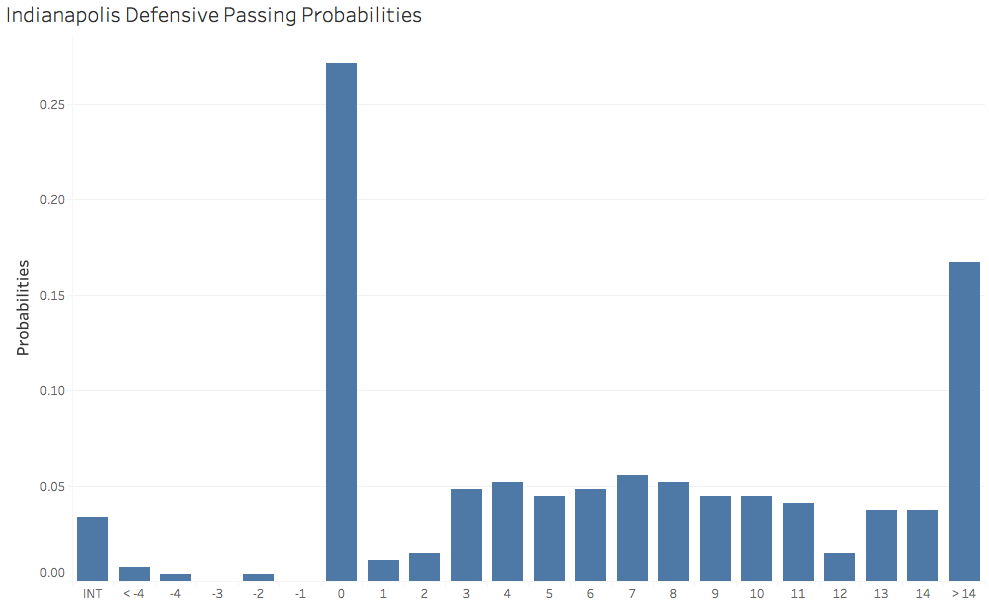 Indianapolis Defensive Passing Probabilities
0.25
0.20
0.15
0.10
0.05
0.00
Probabilities
INT < -4 -4 -3 -2 -1 0 1 2 3 4 5 6 7 8 9 10 11 12 13 14 > 14